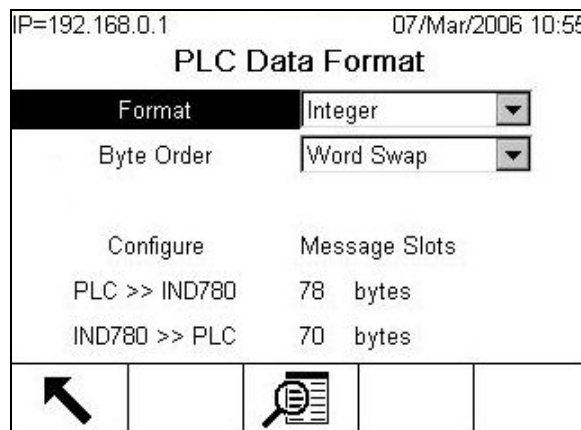 IP=192.168.0.1 07/Mar/2006 10:55
PLC Data Format
Format Integer
Byte Order Word Swap
Configure Message Slots
PLC >> IND780 78 bytes
IND780 >> PLC 70 bytes